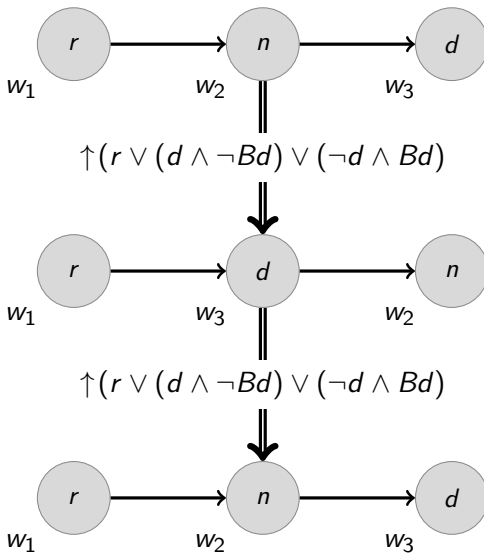 r n d
w₁ w₂ w₃
↑(r ∨ (d ∧ ¬Bd) ∨ (¬d ∧ Bd)
r d n
w₁ w₃ w₂
↑(r ∨ (d ∧ ¬Bd) ∨ (¬d ∧ Bd)
r n d
w₁ w₂ w₃